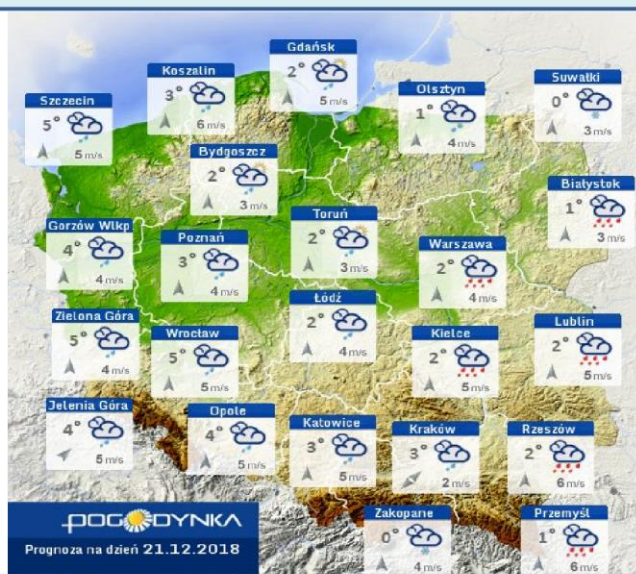 Gdańsk
2° 5 m/s
Koszalin
3° 6 m/s
Suwałki
0° 3 m/s
Olsztyn
1° 4 m/s
Szczecin
5° 5 m/s
Bydgoszcz
2° 3 m/s
Białystok
1° 3 m/s
Toruń
2° 3 m/s
Gorzów Wlkp
4° 4 m/s
Poznań
3° 4 m/s
Warszawa
2° 4 m/s
Łódź
2° 4 m/s
Zielona Góra
5° 4 m/s
Lublin
2° 5 m/s
Wrocław
5° 5 m/s
Kielce
2° 5 m/s
Jelenia Góra
4° 5 m/s
Opole
4° 5 m/s
Katowice
3° 5 m/s
Kraków
3° 2 m/s
Rzeszów
2° 6 m/s
POGODYNKA
Prognoza na dzień 21.12.2018
Zakopane
0° 4 m/s
Przemyśl
1° 6 m/s